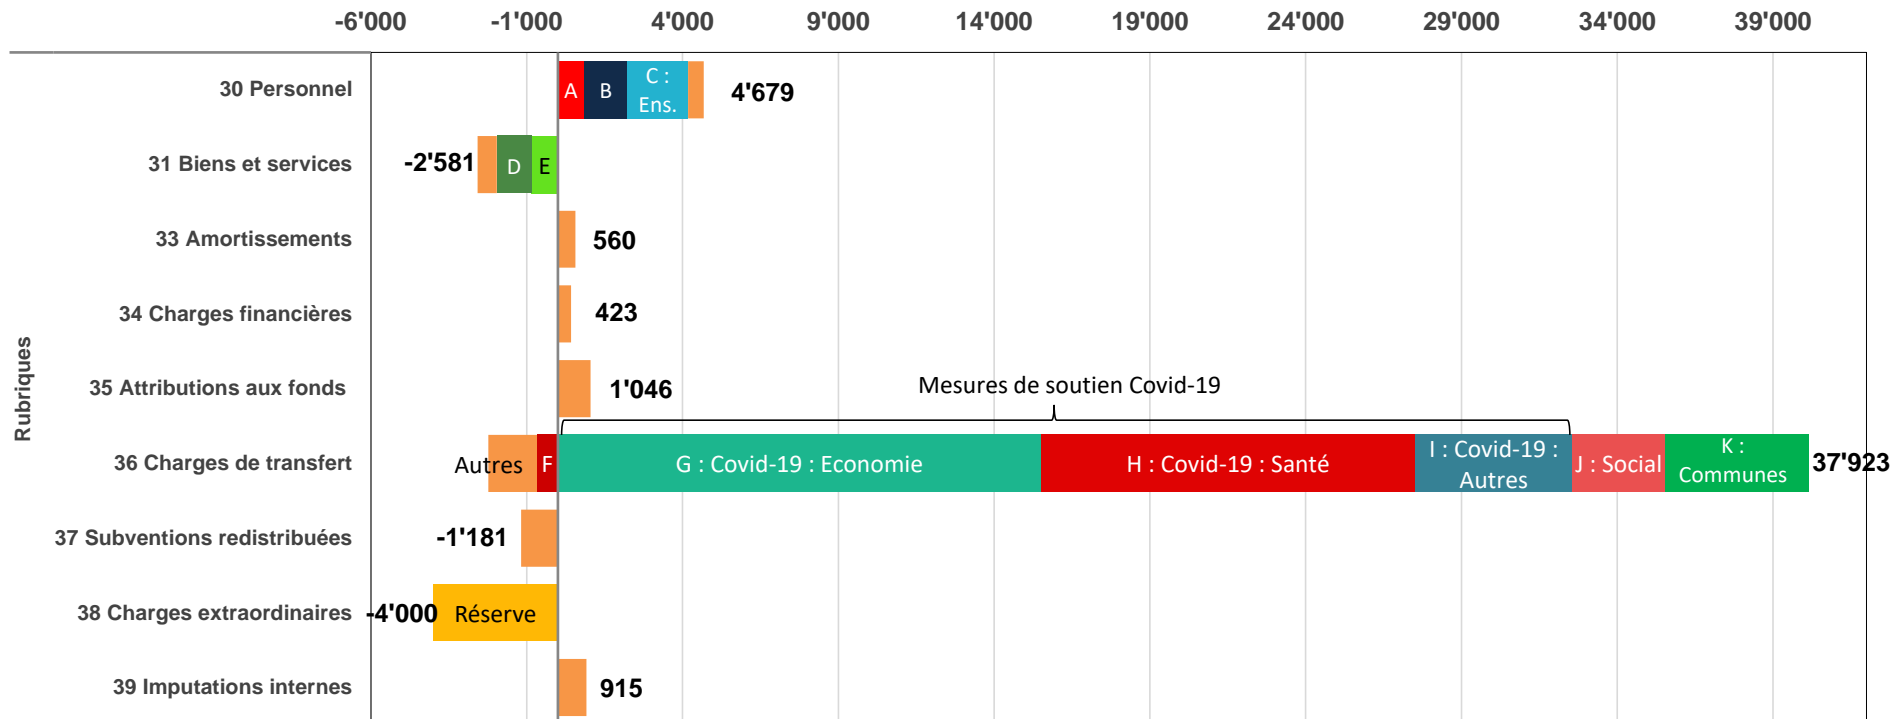 -6'000 -1'000 4'000 9'000 14'000 19'000 24'000 29'000 34'000 39'000
Rubriques
30 Personnel
A B C :
Ens.
4'679
31 Biens et services
-2'581
D E
33 Amortissements
560
34 Charges financières
423
35 Attributions aux fonds
1'046
Mesures de soutien Covid-19
36 Charges de transfert
Autres F G : Covid-19 : Economie H : Covid-19 : Santé I : Covid-19 :
Autres
J : Social
K :
Communes
37'923
37 Subventions redistribuées
-1'181
38 Charges extraordinaires
-4'000
Réserve
39 Imputations internes
915